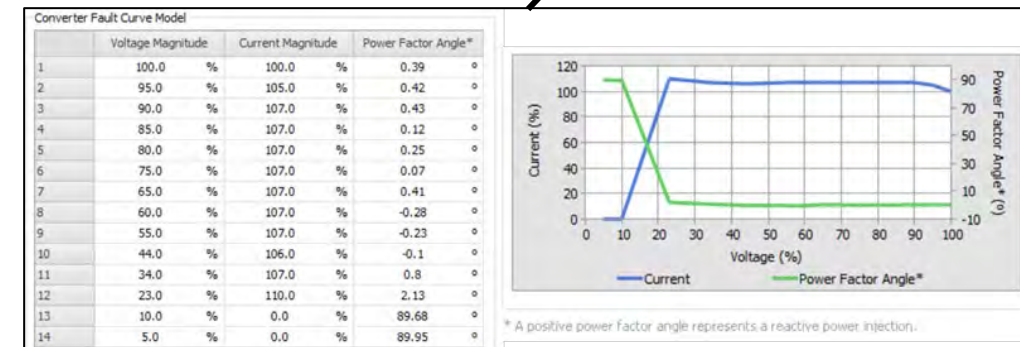 Converter Fault Curve Model
Voltage Magnitude Current Magnitude Power Factor Angle*
1 100.0 % 100.0 % 0.39 °
2 95.0 % 105.0 % 0.42 °
3 90.0 % 107.0 % 0.43 °
4 85.0 % 107.0 % 0.12 °
5 80.0 % 107.0 % 0.25 °
6 75.0 % 107.0 % 0.07 °
7 65.0 % 107.0 % 0.41 °
8 60.0 % 107.0 % -0.28 °
9 55.0 % 107.0 % -0.23 °
10 44.0 % 106.0 % -0.1 °
11 34.0 % 107.0 % 0.8 °
12 23.0 % 110.0 % 2.13 °
13 10.0 % 0.0 % 89.68 °
14 5.0 % 0.0 % 89.95 °
Current (%)
120
100
80
60
40
20
0
90
70
50
30
10
-10
Power Factor Angle* (°)
0 10 20 30 40 50 60 70 80 90 100
Voltage (%)
Current Power Factor Angle*
* A positive power factor angle represents a reactive power injection.